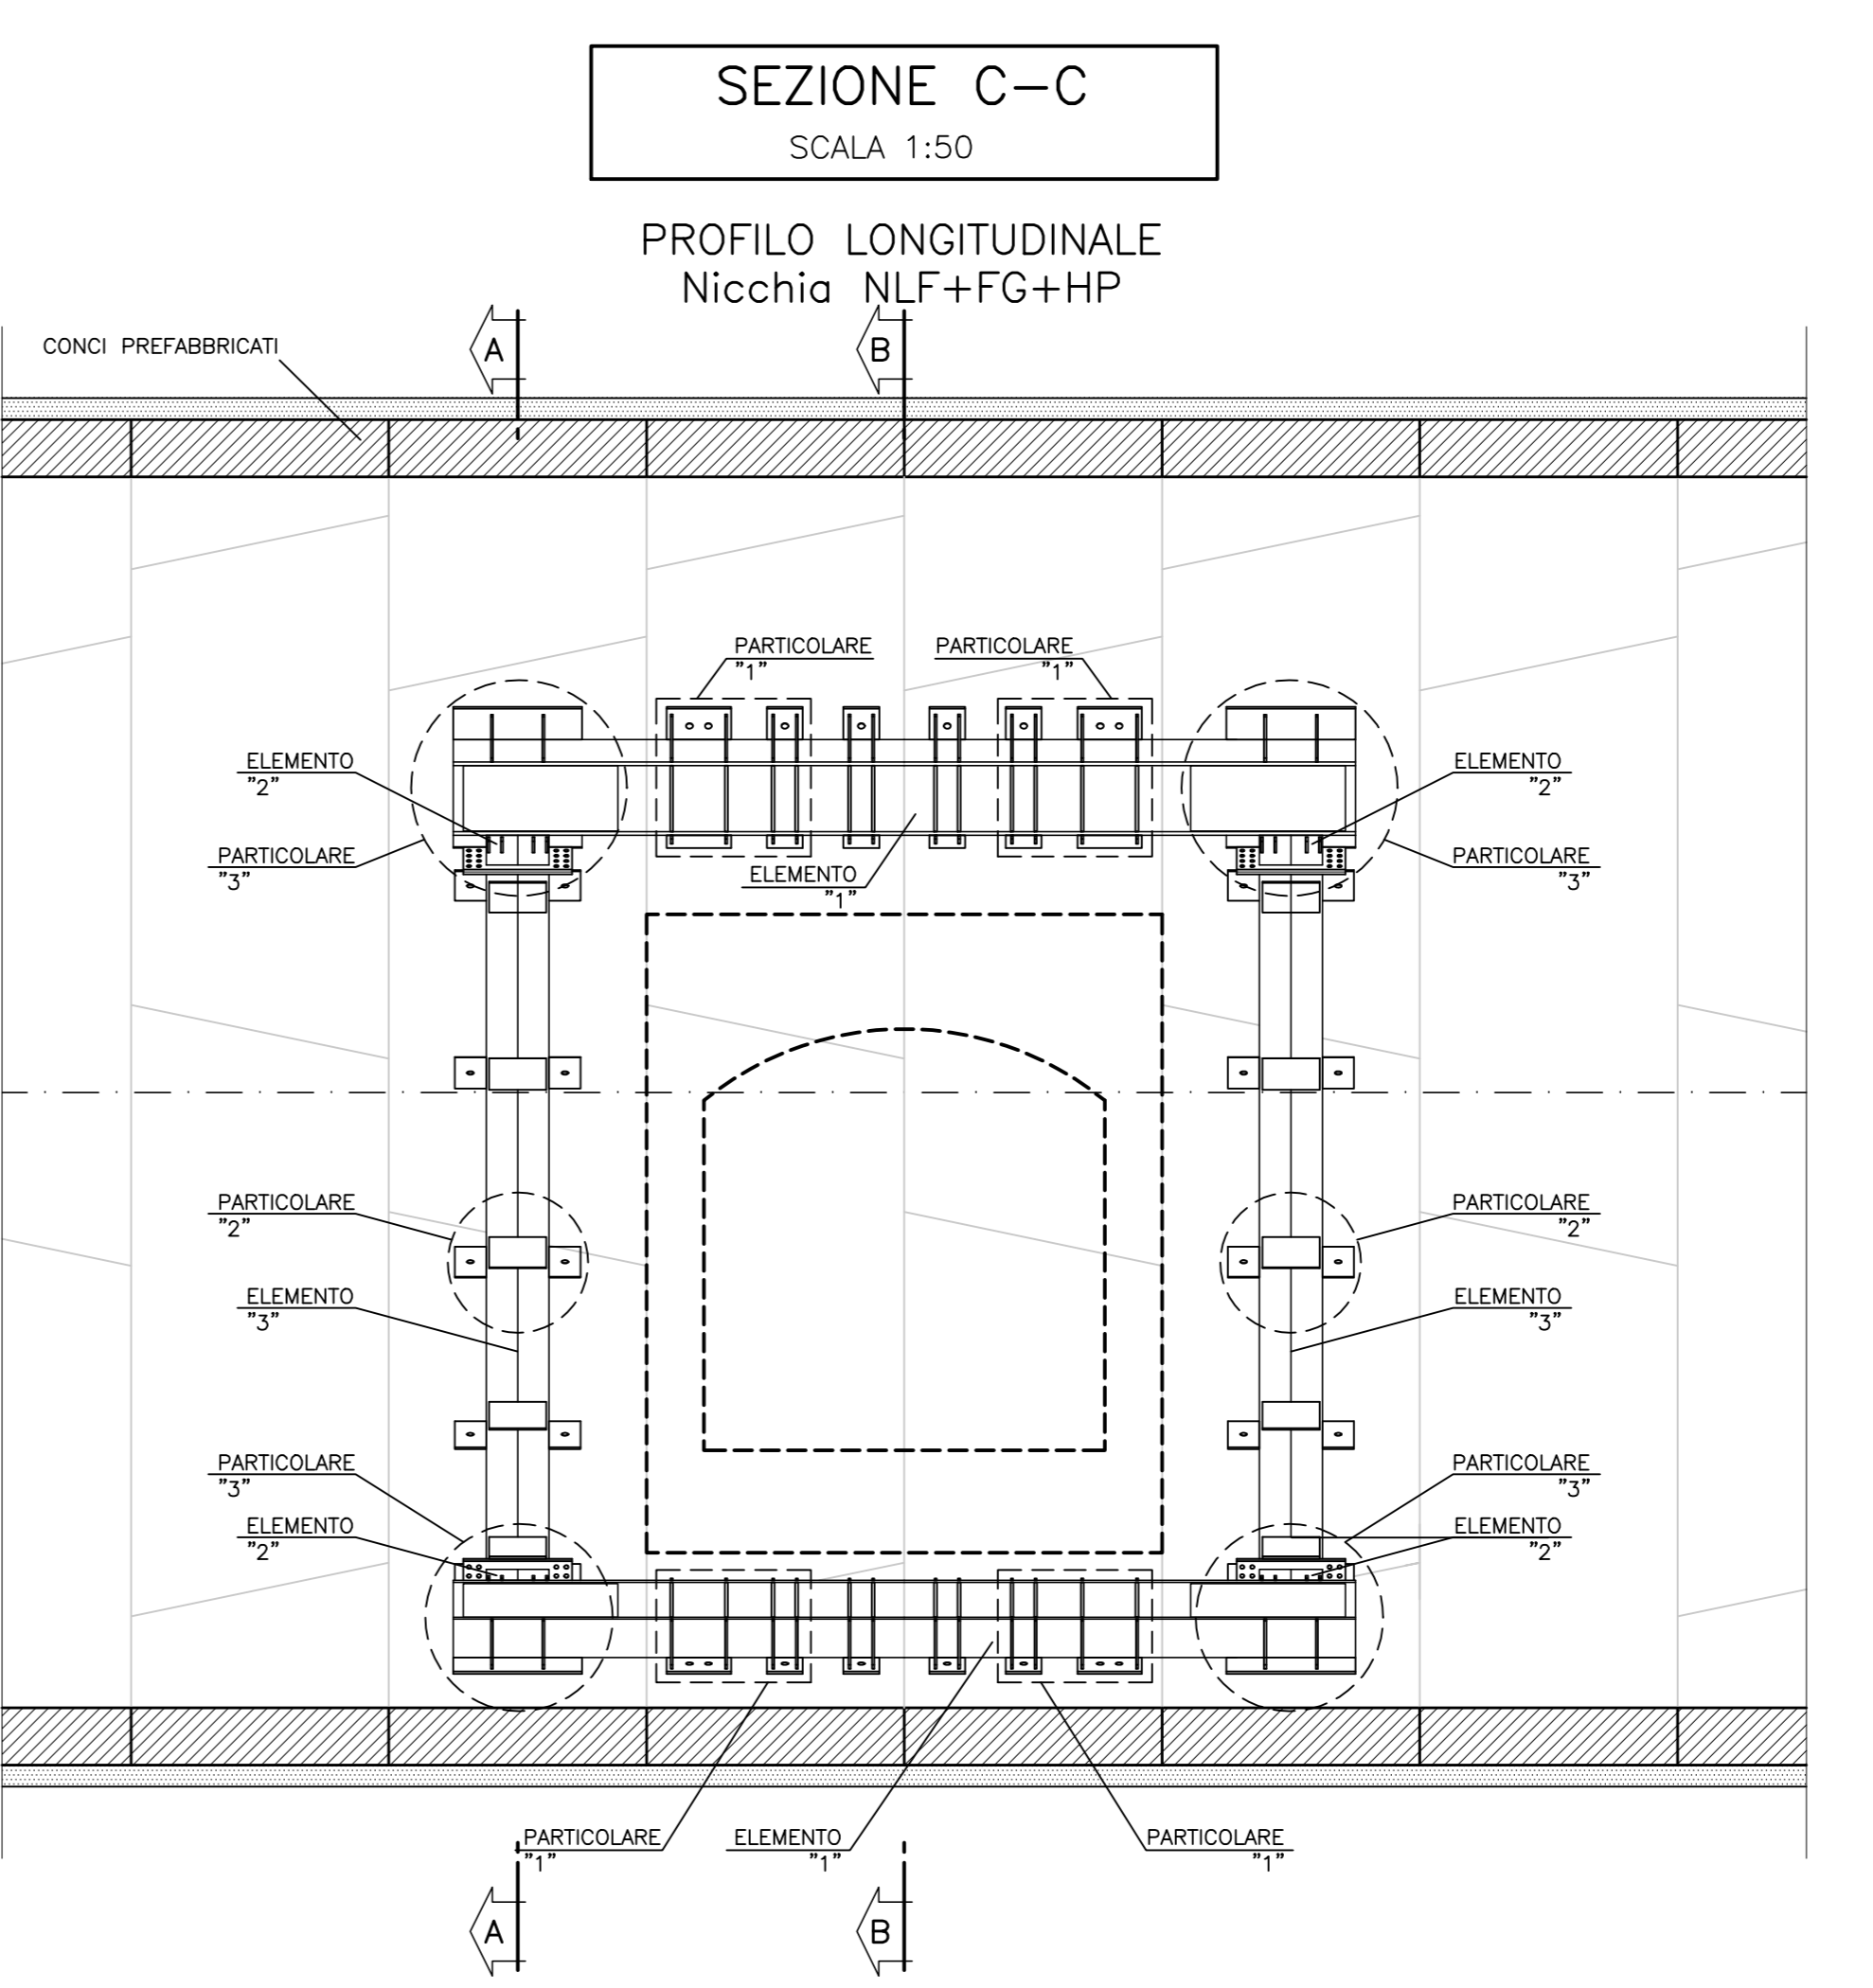 SEZIONE C-C
SCALA 1:50
PROFILO LONGITUDINALE
Nicchia NLF+FG+HP
CONCI PREFABBRICATI
A
B
PARTICOLARE
"1"
PARTICOLARE
"1"
ELEMENTO
"2"
ELEMENTO
"2"
PARTICOLARE
"3"
ELEMENTO
"1"
PARTICOLARE
"3"
PARTICOLARE
"2"
PARTICOLARE
"2"
ELEMENTO
"3"
ELEMENTO
"3"
PARTICOLARE
"3"
PARTICOLARE
"3"
ELEMENTO
"2"
ELEMENTO
"2"
PARTICOLARE
"1"
ELEMENTO
"1"
PARTICOLARE
"1"
A
B